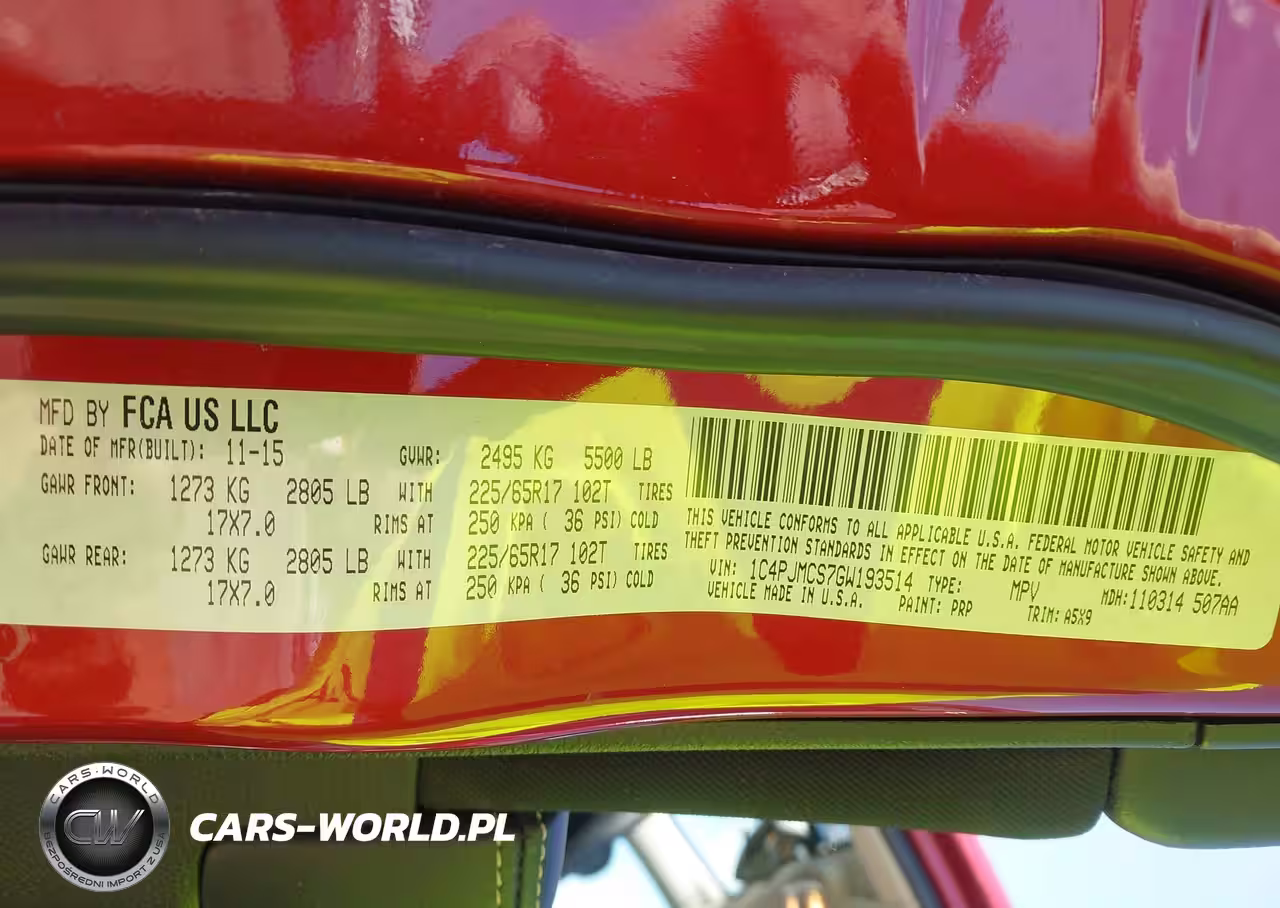 MFD BY FCA US LLC
DATE OF MFR(BUILT): 11-15 GVWR: 2495 KG 5500 LB
GAWR FRONT: 1273 KG 2805 LB WITH 225/65R17 102T TIRES
17X7.0 RIMS AT 250 KPA ( 36 PSI) COLD
GAWR REAR: 1273 KG 2805 LB WITH 225/65R17 102T TIRES
17X7.0 RIMS AT 250 KPA ( 36 PSI) COLD
THIS VEHICLE CONFORMS TO ALL APPLICABLE U.S.A. FEDERAL MOTOR VEHICLE SAFETY AND
THEFT PREVENTION STANDARDS IN EFFECT ON THE DATE OF MANUFACTURE SHOWN ABOVE.
VIN: 1C4PJMCS7GW193514 TYPE: MPV MDH:110314 507AA
VEHICLE MADE IN U.S.A. PAINT: PRP TRIM: A5X9
CARS-WORLD
CW
BEZPOŚREDNI IMPORT Z USA
CARS-WORLD.PL